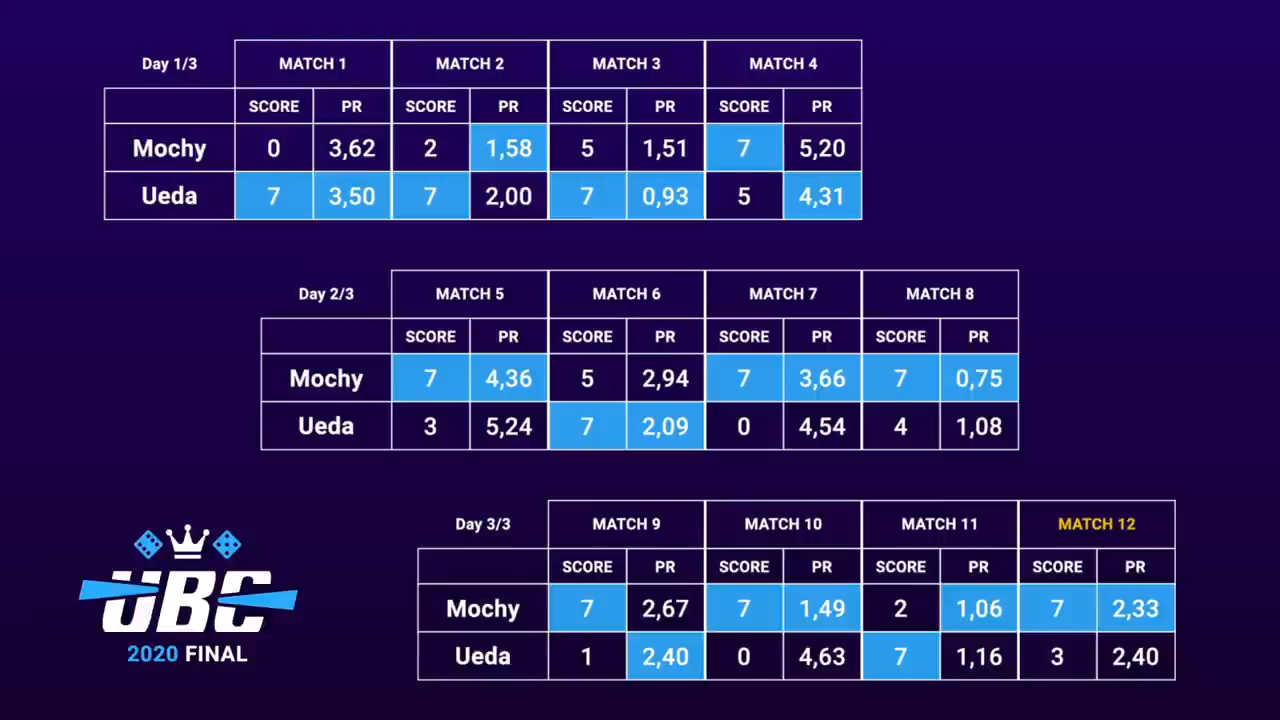 Day 1/3 MATCH 1 MATCH 2 MATCH 3 MATCH 4
SCORE PR SCORE PR SCORE PR SCORE PR
Mochy 0 3,62 2 1,58 5 1,51 7 5,20
Ueda 7 3,50 7 2,00 7 0,93 5 4,31
Day 2/3 MATCH 5 MATCH 6 MATCH 7 MATCH 8
SCORE PR SCORE PR SCORE PR SCORE PR
Mochy 7 4,36 5 2,94 7 3,66 7 0,75
Ueda 3 5,24 7 2,09 0 4,54 4 1,08
Day 3/3 MATCH 9 MATCH 10 MATCH 11 MATCH 12
SCORE PR SCORE PR SCORE PR SCORE PR
Mochy 7 2,67 7 1,49 2 1,06 7 2,33
Ueda 1 2,40 0 4,63 7 1,16 3 2,40
UBC
2020 FINAL